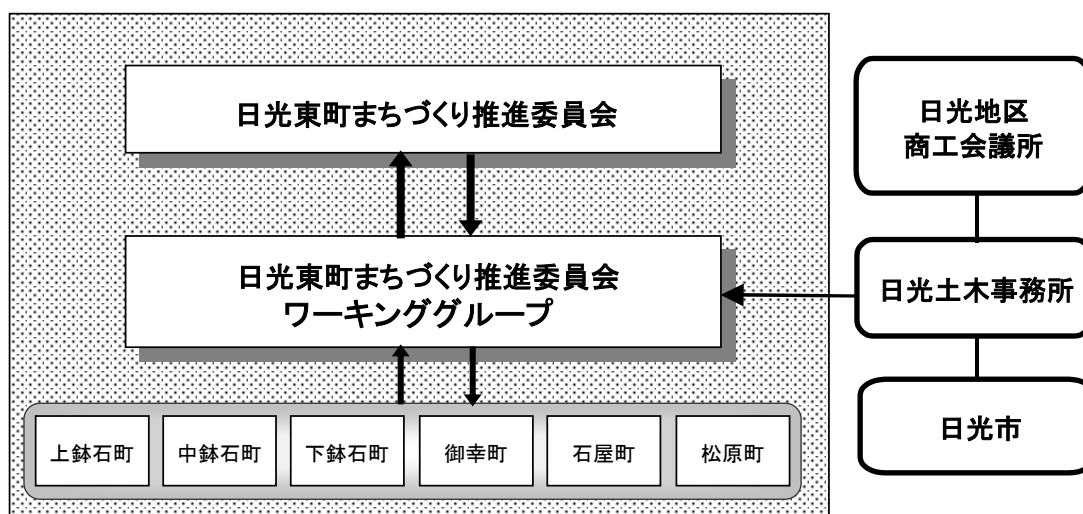 日光東町まちづくり推進委員会
日光東町まちづくり推進委員会
ワーキンググループ
上鉢石町
中鉢石町
下鉢石町
御幸町
石屋町
松原町
日光地区
商工会議所
日光土木事務所
日光市